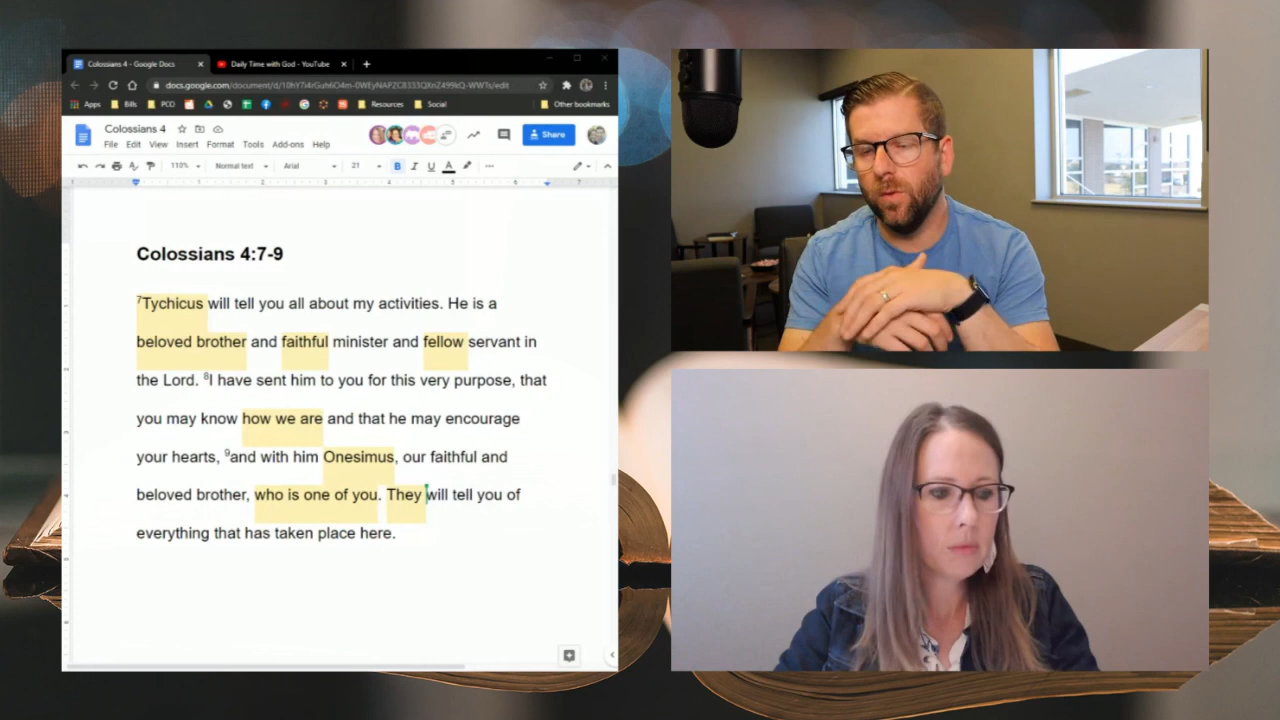 Colossians 4 - Google Docs
Daily Time with God - YouTube
Apps Bills PCO Resources Social Other bookmarks
Colossians 4
Share
File Edit View Insert Format Tools Add-ons Help
110% Normal text Arial 21 B I U A
Colossians 4:7-9
7Tychicus will tell you all about my activities. He is a
beloved brother and faithful minister and fellow servant in
the Lord. 8I have sent him to you for this very purpose, that
you may know how we are and that he may encourage
your hearts, 9and with him Onesimus, our faithful and
beloved brother, who is one of you. They will tell you of
everything that has taken place here.